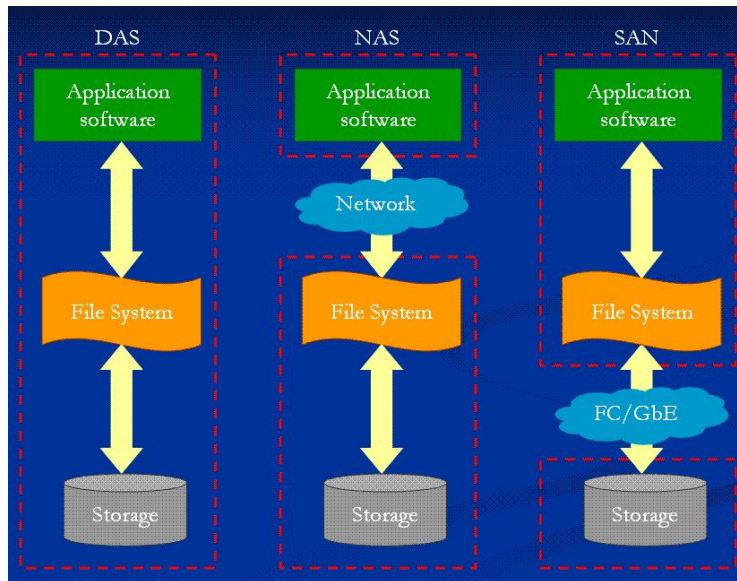 DAS
NAS
SAN
Application
software
Application
software
Application
software
Network
File System
File System
File System
FC/GbE
Storage
Storage
Storage